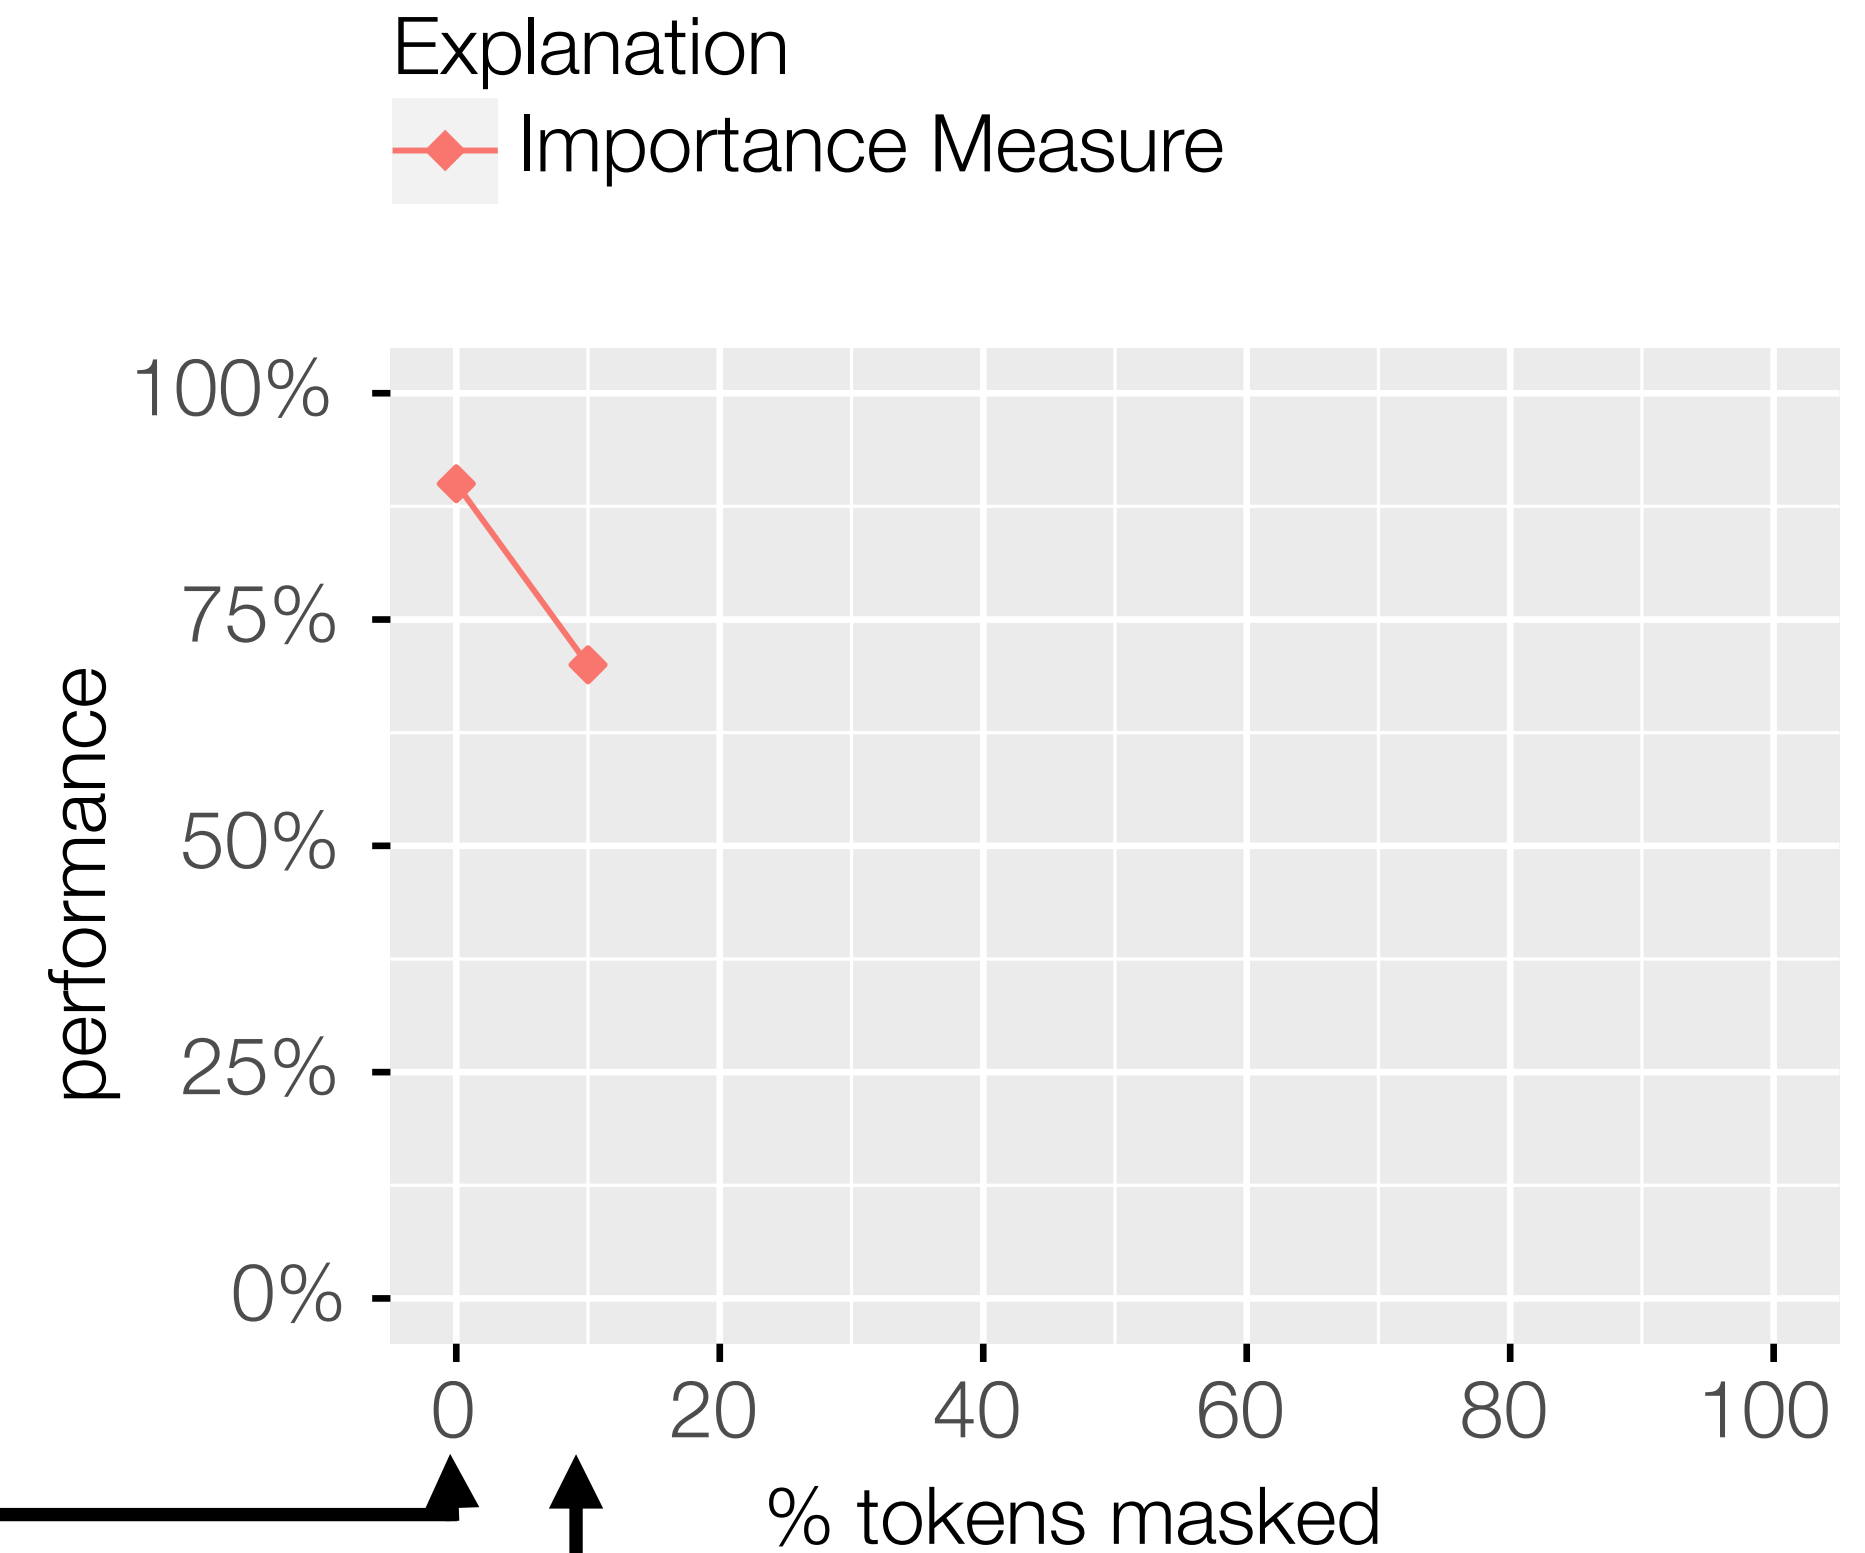 Explanation
Importance Measure
100%
75%
50%
25%
0%
performance
0 20 40 60 80 100
% tokens masked